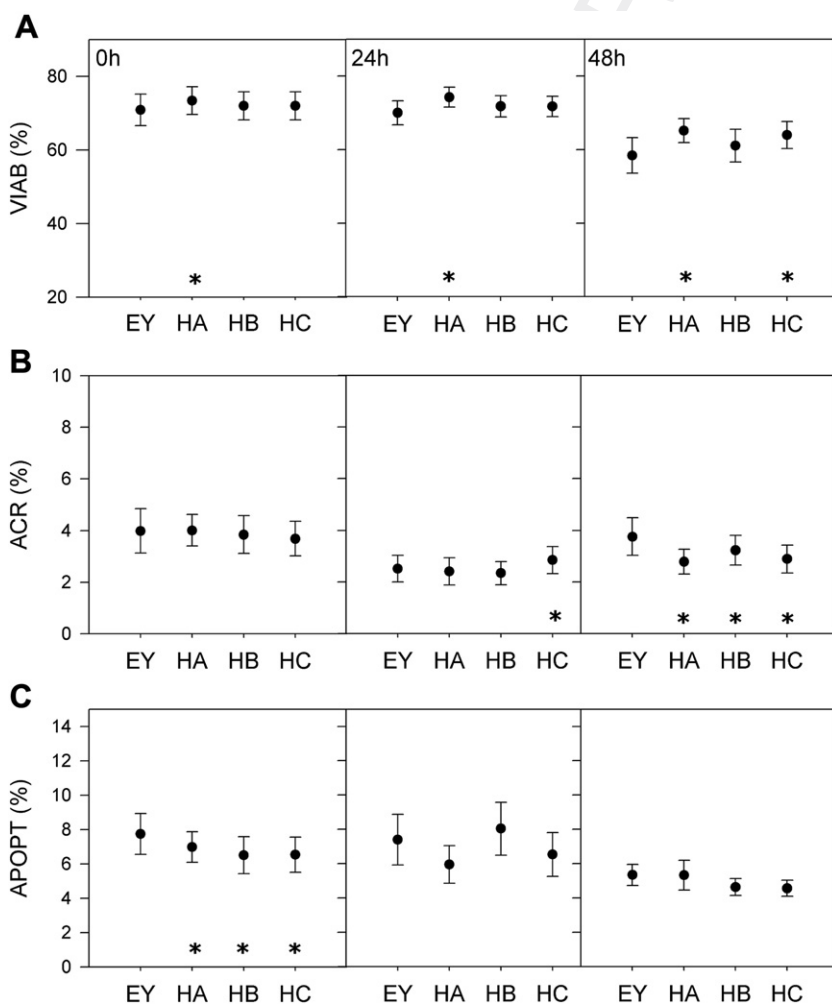 A
0h 24h 48h
80
60
40
20
VIAB (%)
EY HA HB HC EY HA HB HC EY HA HB HC
* * * *
B
10
8
6
4
2
0
ACR (%)
* * * *
EY HA HB HC EY HA HB HC EY HA HB HC
C
14
12
10
8
6
4
2
0
APOPT (%)
* * *
EY HA HB HC EY HA HB HC EY HA HB HC